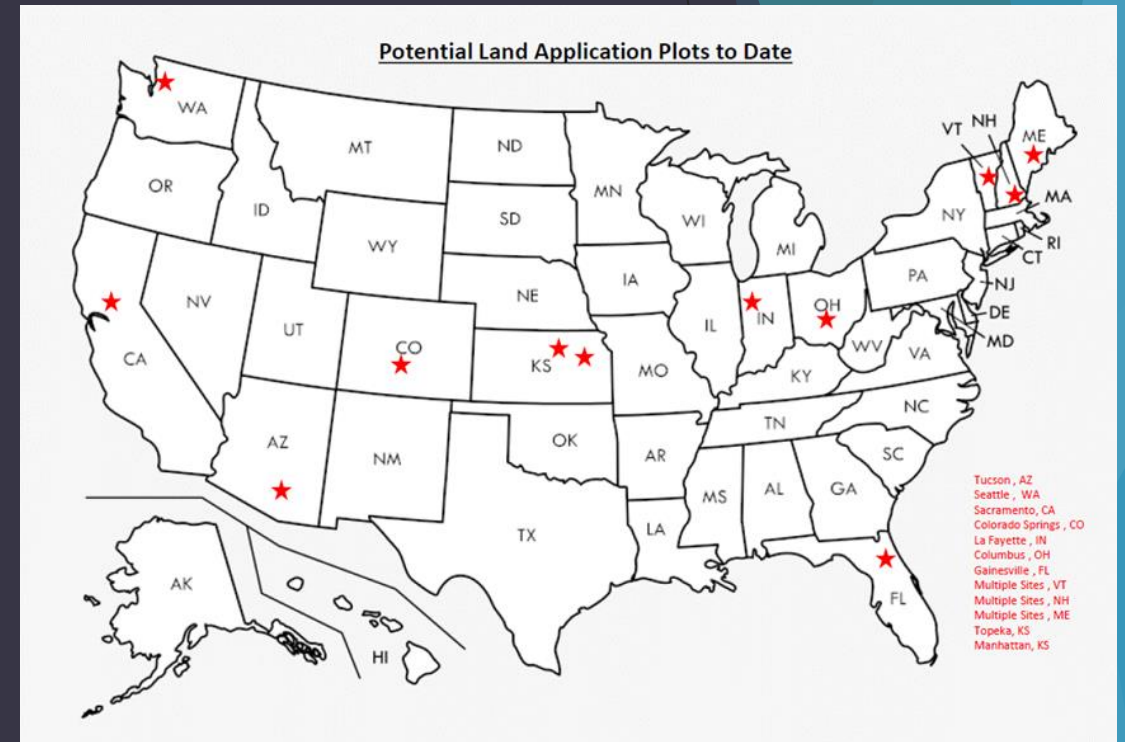 Potential Land Application Plots to Date
WA
MT
ND
MN
VT
NH
ME
OR
ID
SD
WI
MI
NY
MA
RI
CT
WY
IA
PA
NJ
NE
DE
MD
NV
UT
CO
KS
IL
IN
OH
WV
VA
CA
MO
KY
NC
AZ
NM
OK
AR
TN
SC
TX
LA
MS
AL
GA
FL
AK
HI
Tucson , AZ
Seattle , WA
Sacramento, CA
Colorado Springs , CO
La Fayette , IN
Columbus , OH
Gainesville , FL
Multiple Sites , VT
Multiple Sites , NH
Multiple Sites , ME
Topeka, KS
Manhattan, KS